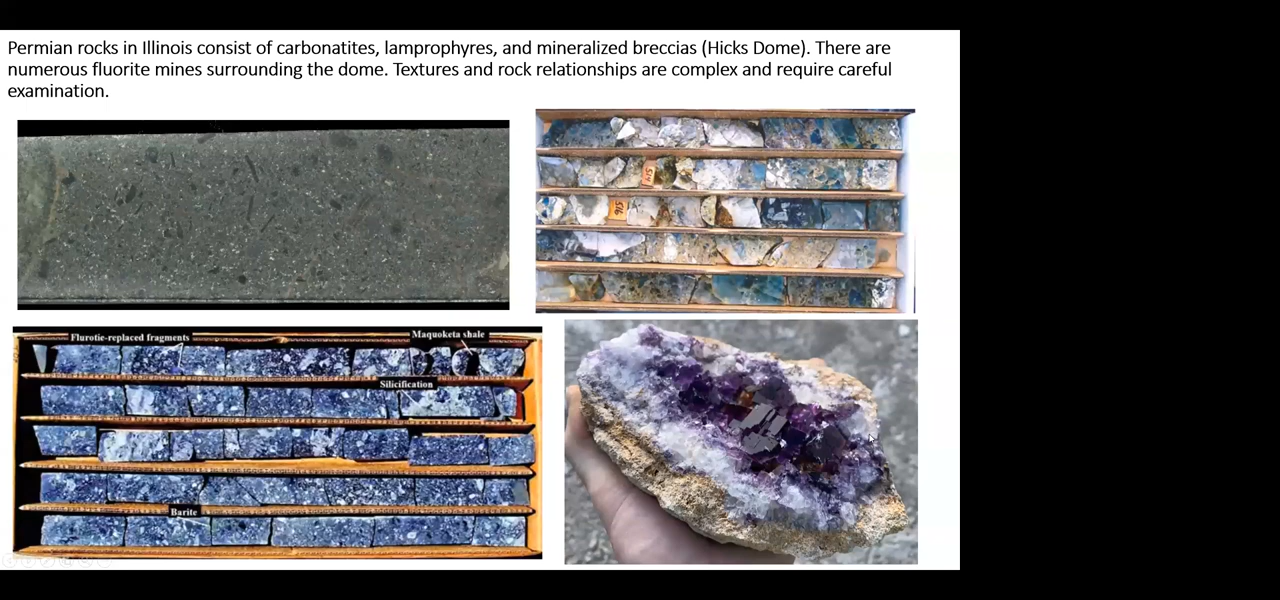 Permian rocks in Illinois consist of carbonatites, lamprophyres, and mineralized breccias (Hicks Dome). There are
numerous fluorite mines surrounding the dome. Textures and rock relationships are complex and require careful
examination.
514
516
Flurotie-replaced fragments
Maquoketa shale
Silicification
Barite